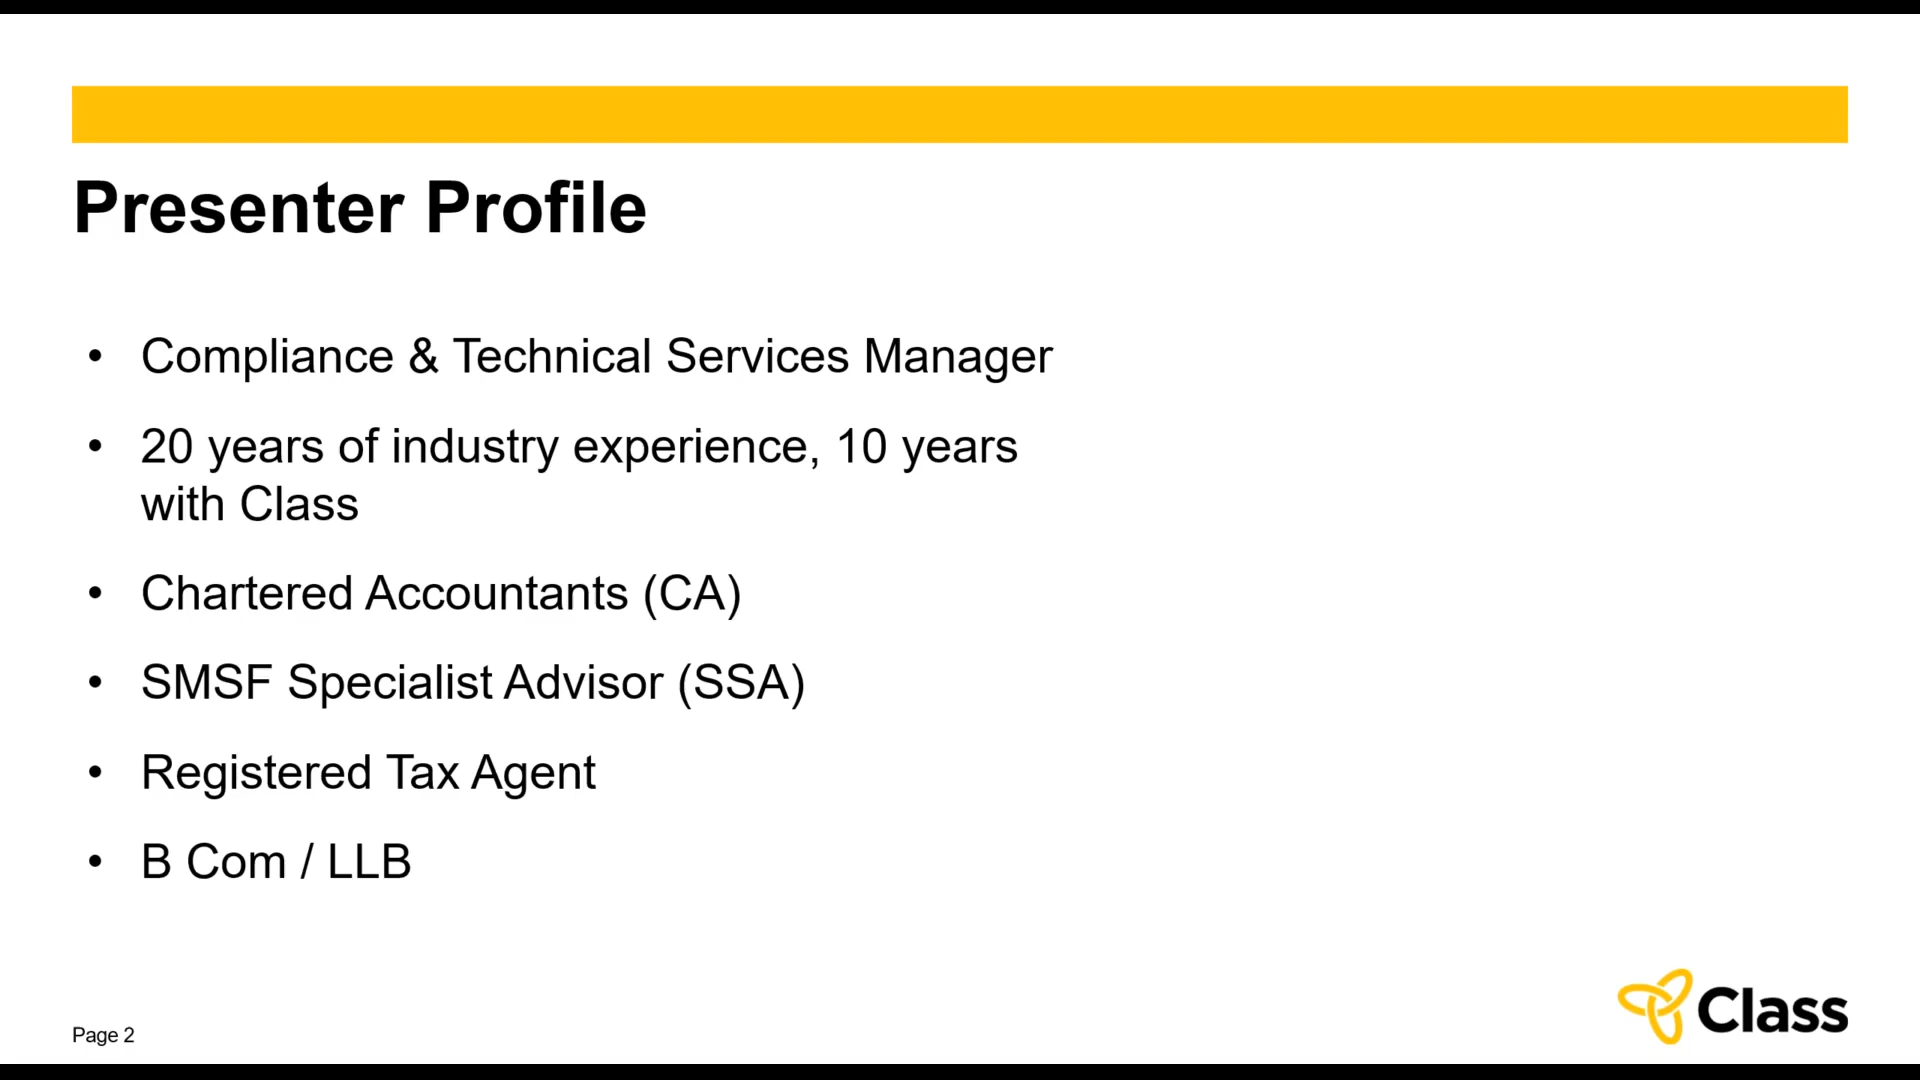 Presenter Profile
• Compliance & Technical Services Manager
• 20 years of industry experience, 10 years
with Class
• Chartered Accountants (CA)
• SMSF Specialist Advisor (SSA)
• Registered Tax Agent
• B Com / LLB
Page 2
Class